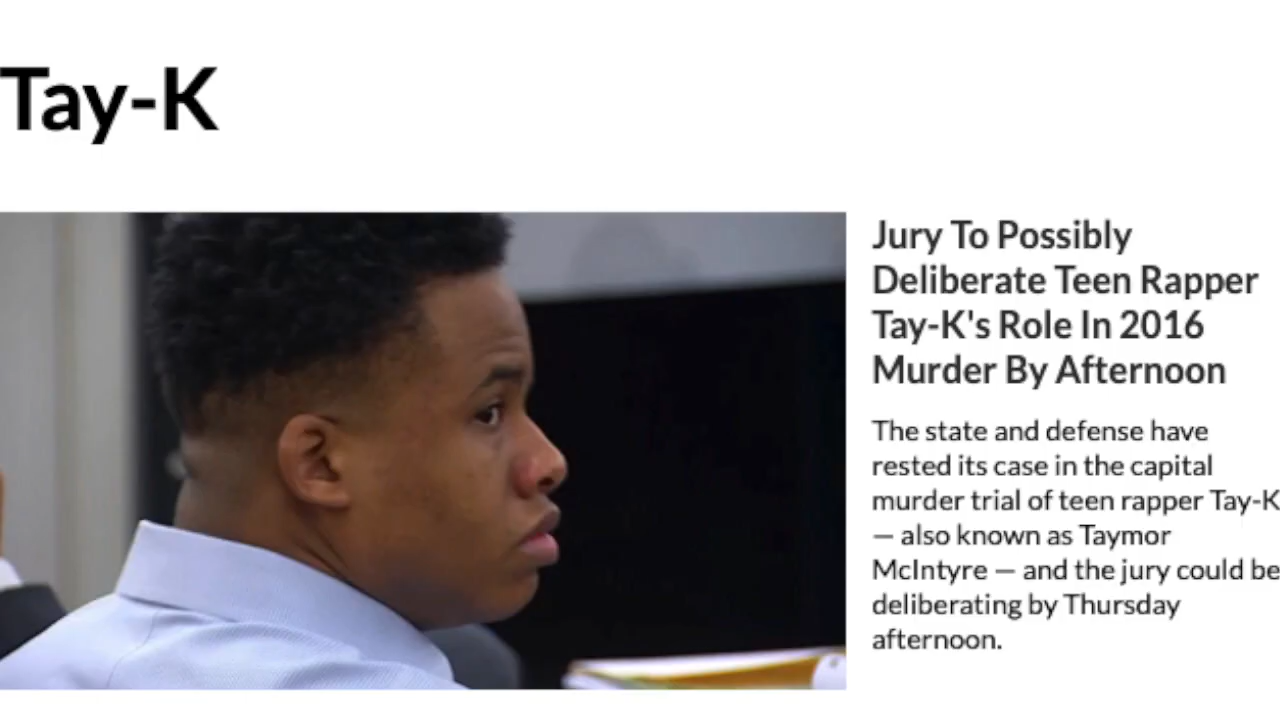 Tay-K
Jury To Possibly
Deliberate Teen Rapper
Tay-K's Role In 2016
Murder By Afternoon
The state and defense have
rested its case in the capital
murder trial of teen rapper Tay-K
— also known as Taymor
McIntyre — and the jury could be
deliberating by Thursday
afternoon.